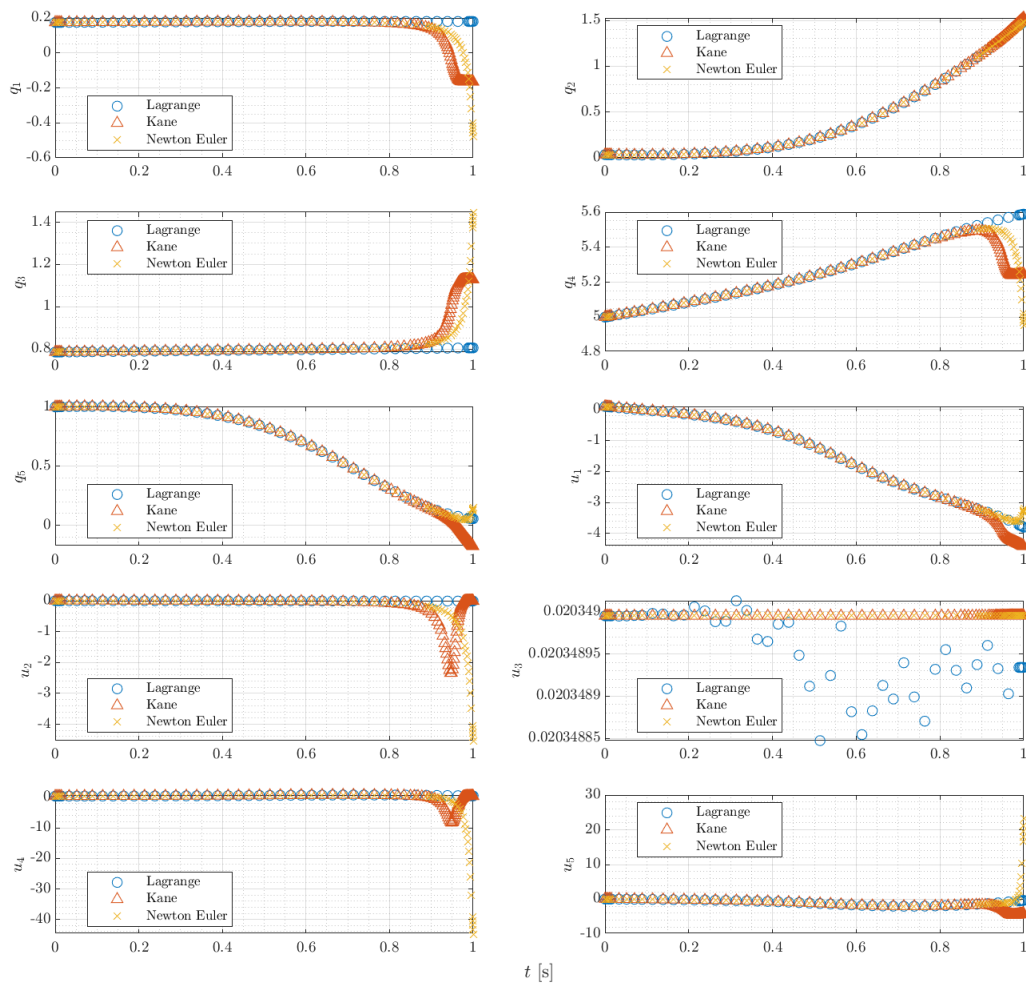 0.2
0
-0.2
-0.4
-0.6
q1
Lagrange
Kane
Newton Euler
0 0.2 0.4 0.6 0.8 1
1.5
1
0.5
0
q2
Lagrange
Kane
Newton Euler
0 0.2 0.4 0.6 0.8 1
1.4
1.2
1
0.8
q3
Lagrange
Kane
Newton Euler
0 0.2 0.4 0.6 0.8 1
5.6
5.4
5.2
5
4.8
q4
Lagrange
Kane
Newton Euler
0 0.2 0.4 0.6 0.8 1
1
0.5
0
q5
Lagrange
Kane
Newton Euler
0 0.2 0.4 0.6 0.8 1
0
-1
-2
-3
-4
u1
Lagrange
Kane
Newton Euler
0 0.2 0.4 0.6 0.8 1
0
-1
-2
-3
-4
u2
Lagrange
Kane
Newton Euler
0 0.2 0.4 0.6 0.8 1
0.020349
0.02034895
0.0203489
0.02034885
u3
Lagrange
Kane
Newton Euler
0 0.2 0.4 0.6 0.8 1
0
-10
-20
-30
-40
u4
Lagrange
Kane
Newton Euler
0 0.2 0.4 0.6 0.8 1
30
20
10
0
-10
u5
Lagrange
Kane
Newton Euler
0 0.2 0.4 0.6 0.8 1
t [s]